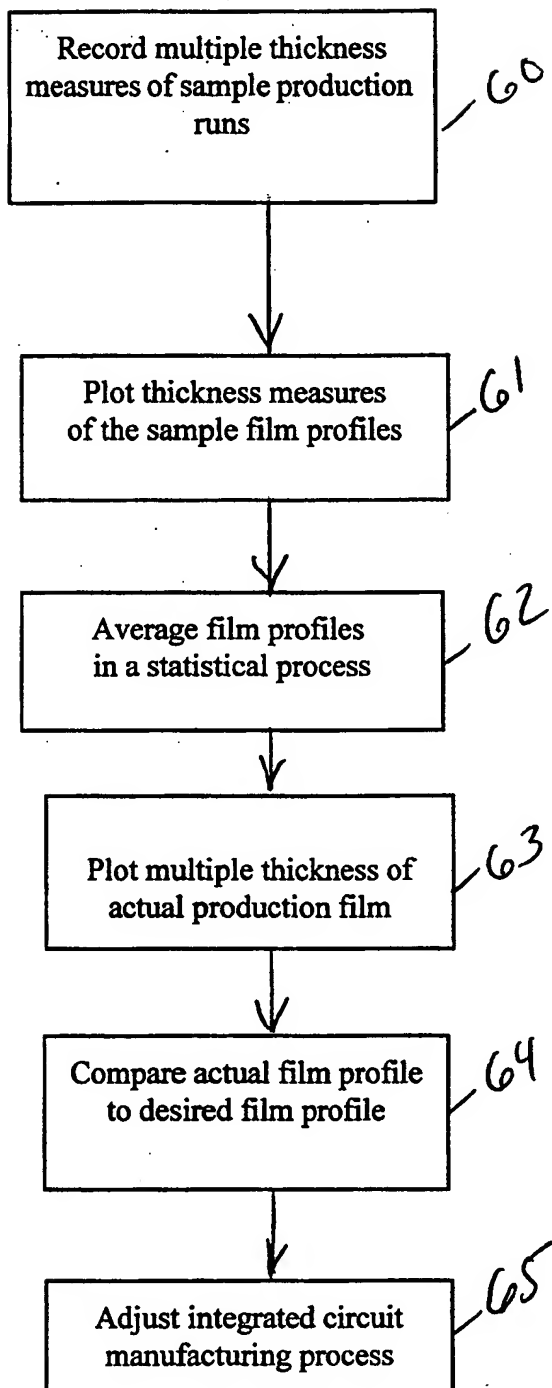 Record multiple thickness
measures of sample production
runs
60
Plot thickness measures
of the sample film profiles
61
Average film profiles
in a statistical process
62
Plot multiple thickness of
actual production film
63
Compare actual film profile
to desired film profile
64
Adjust integrated circuit
manufacturing process
65